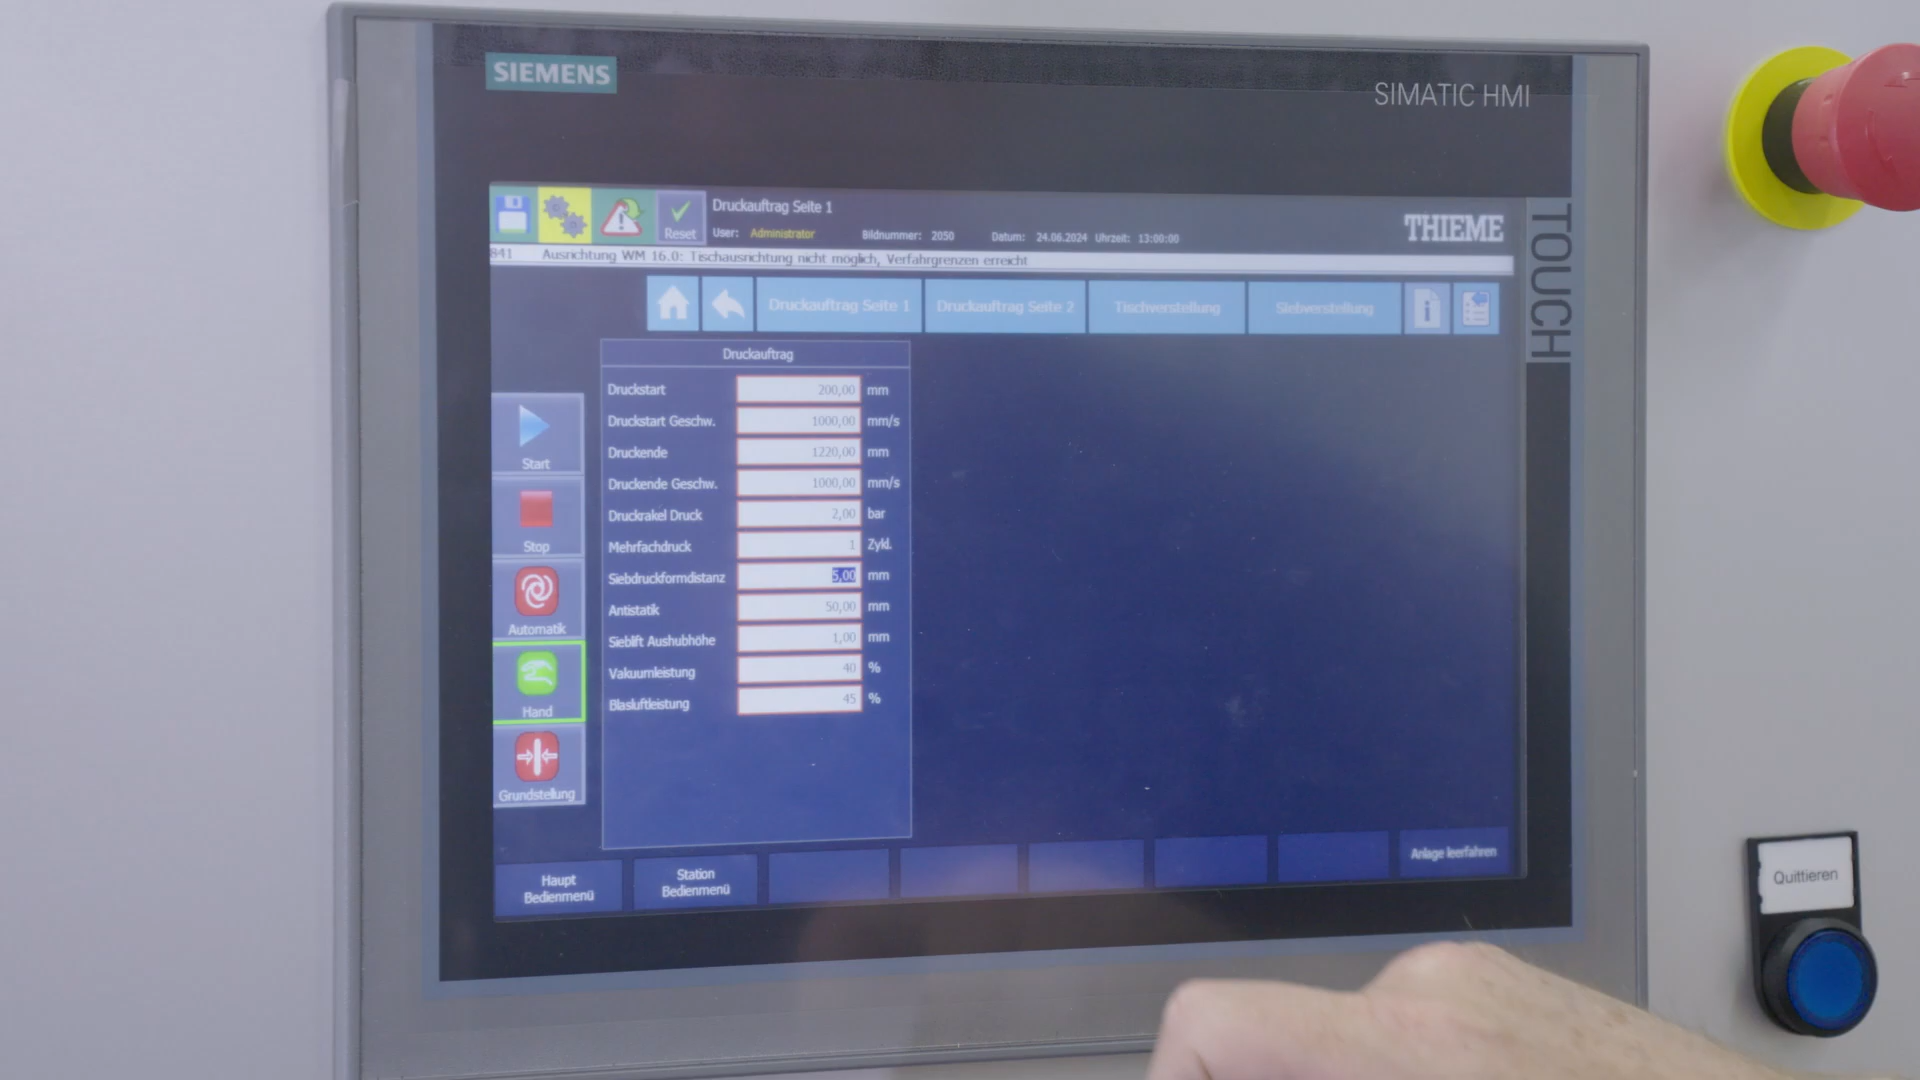 SIEMENS
SIMATIC HMI
TOUCH
Reset
Druckauftrag Seite 1
User: Administrator
Bildnummer: 2050
Datum: 24.06.2024 Uhrzeit: 13:00:00
THIEME
841 Ausrichtung WM 16.0: Tischausrichtung nicht möglich, Verfahrgrenzen erreicht
Druckauftrag Seite 1
Druckauftrag Seite 2
Tischverstellung
Siebverstellung
Druckauftrag
Druckstart 200,00 mm
Druckstart Geschw. 1000,00 mm/s
Druckende 1220,00 mm
Druckende Geschw. 1000,00 mm/s
Druckrakel Druck 2,00 bar
Mehrfachdruck 1 Zykl.
Siebdruckformdistanz 5,00 mm
Antistatik 50,00 mm
Sieblift Aushubhöhe 1,00 mm
Vakuumleistung 40 %
Blasluftleistung 45 %
Start
Stop
Automatik
Hand
Grundstellung
Haupt
Bedienmenü
Station
Bedienmenü
Anlage leerfahren
Quittieren